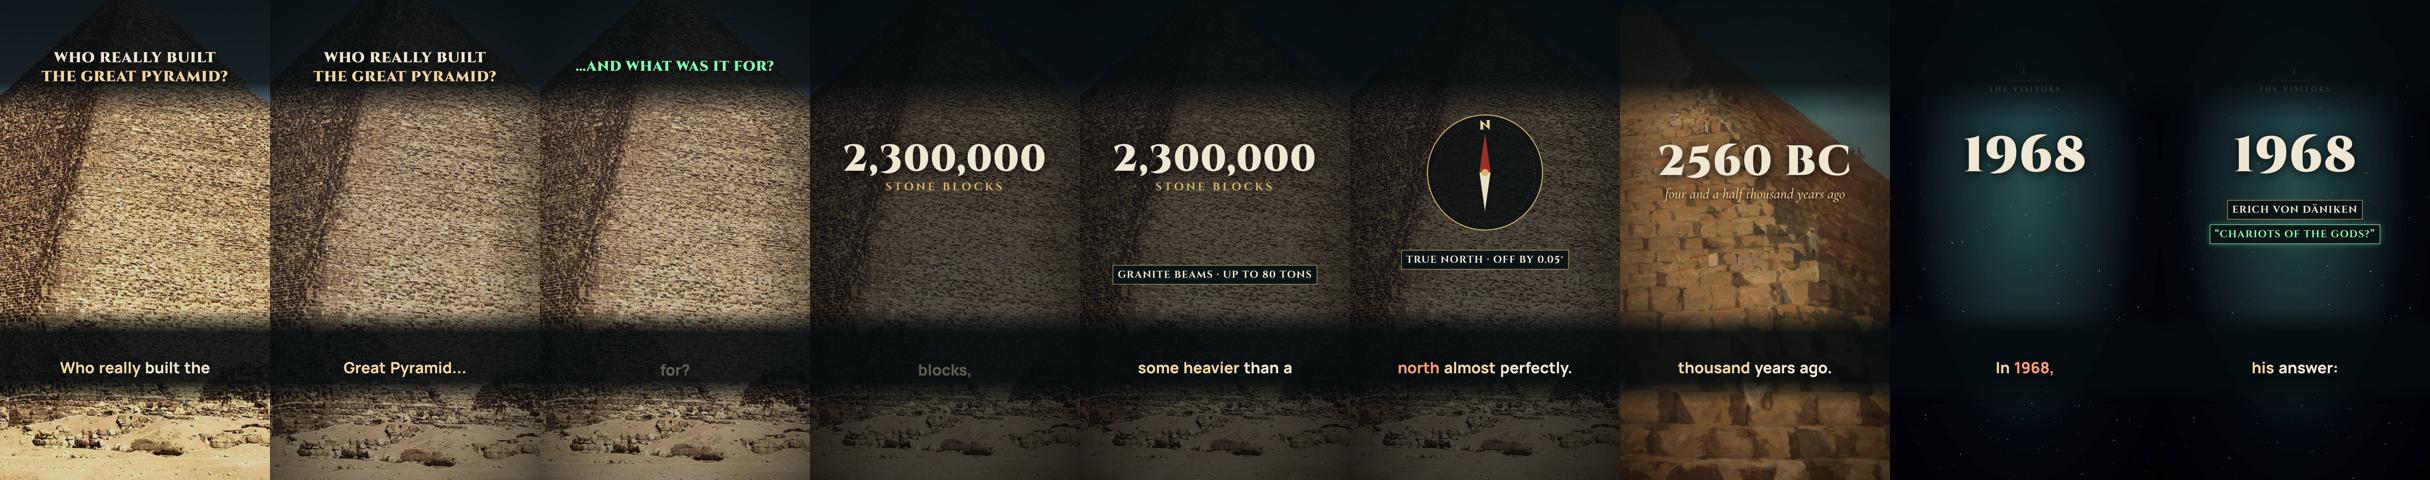 WHO REALLY BUILT
THE GREAT PYRAMID?
Who really built the
WHO REALLY BUILT
THE GREAT PYRAMID?
Great Pyramid...
...AND WHAT WAS IT FOR?
for?
2,300,000
STONE BLOCKS
blocks,
2,300,000
STONE BLOCKS
GRANITE BEAMS · UP TO 80 TONS
some heavier than a
N
TRUE NORTH · OFF BY 0.05°
north almost perfectly.
2560 BC
four and a half thousand years ago
thousand years ago.
I
THE VISITORS
1968
In 1968,
I
THE VISITORS
1968
ERICH VON DÄNIKEN
"CHARIOTS OF THE GODS?"
his answer: